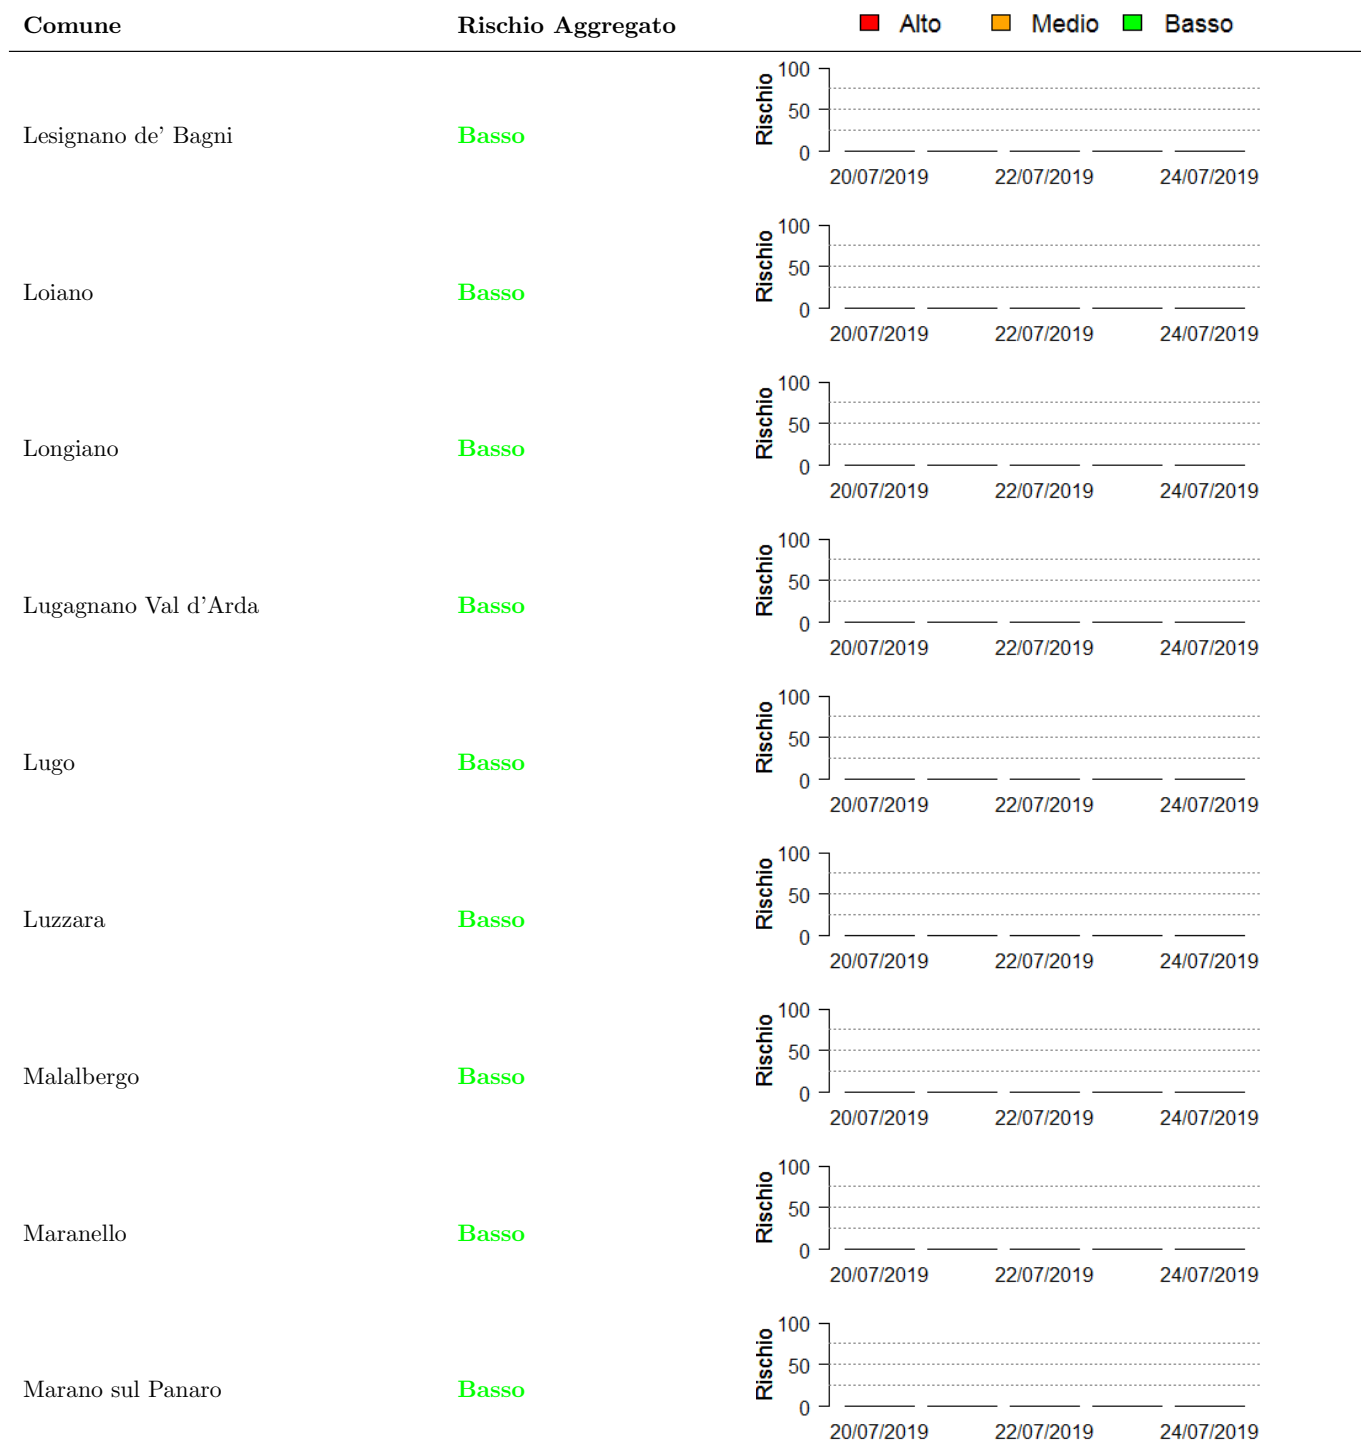 Comune Rischio Aggregato Alto Medio Basso
100
50
0
Rischio
Lesignano de' Bagni Basso
20/07/2019 22/07/2019 24/07/2019
100
50
0
Rischio
Loiano Basso
20/07/2019 22/07/2019 24/07/2019
100
50
0
Rischio
Longiano Basso
20/07/2019 22/07/2019 24/07/2019
100
50
0
Rischio
Lugagnano Val d'Arda Basso
20/07/2019 22/07/2019 24/07/2019
100
50
0
Rischio
Lugo Basso
20/07/2019 22/07/2019 24/07/2019
100
50
0
Rischio
Luzzara Basso
20/07/2019 22/07/2019 24/07/2019
100
50
0
Rischio
Malalbergo Basso
20/07/2019 22/07/2019 24/07/2019
100
50
0
Rischio
Maranello Basso
20/07/2019 22/07/2019 24/07/2019
100
50
0
Rischio
Marano sul Panaro Basso
20/07/2019 22/07/2019 24/07/2019